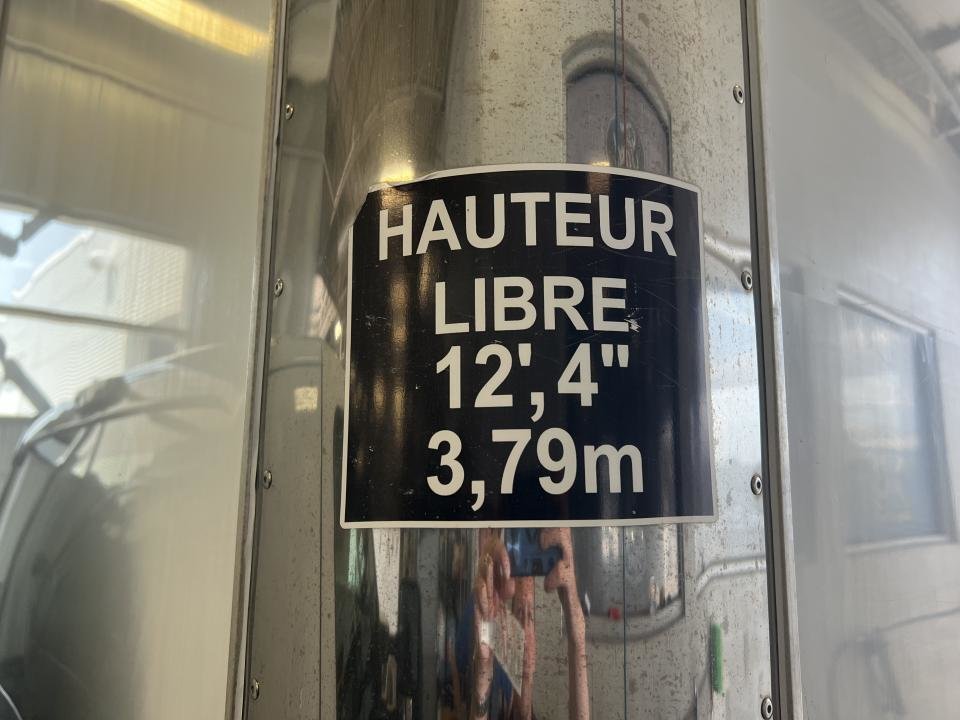 HAUTEUR
LIBRE
12',4"
3,79m